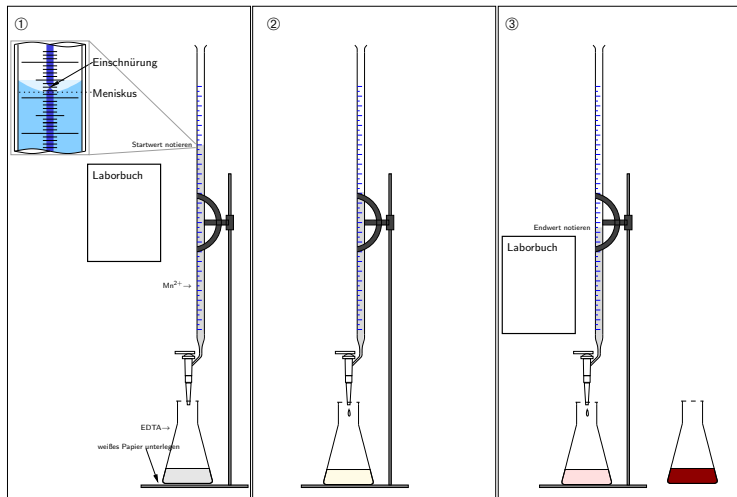 ①
Einschnürung
Meniskus
Startwert notieren
Laborbuch
Mn²⁺→
EDTA→
weißes Papier unterlegen
②
③
Endwert notieren
Laborbuch